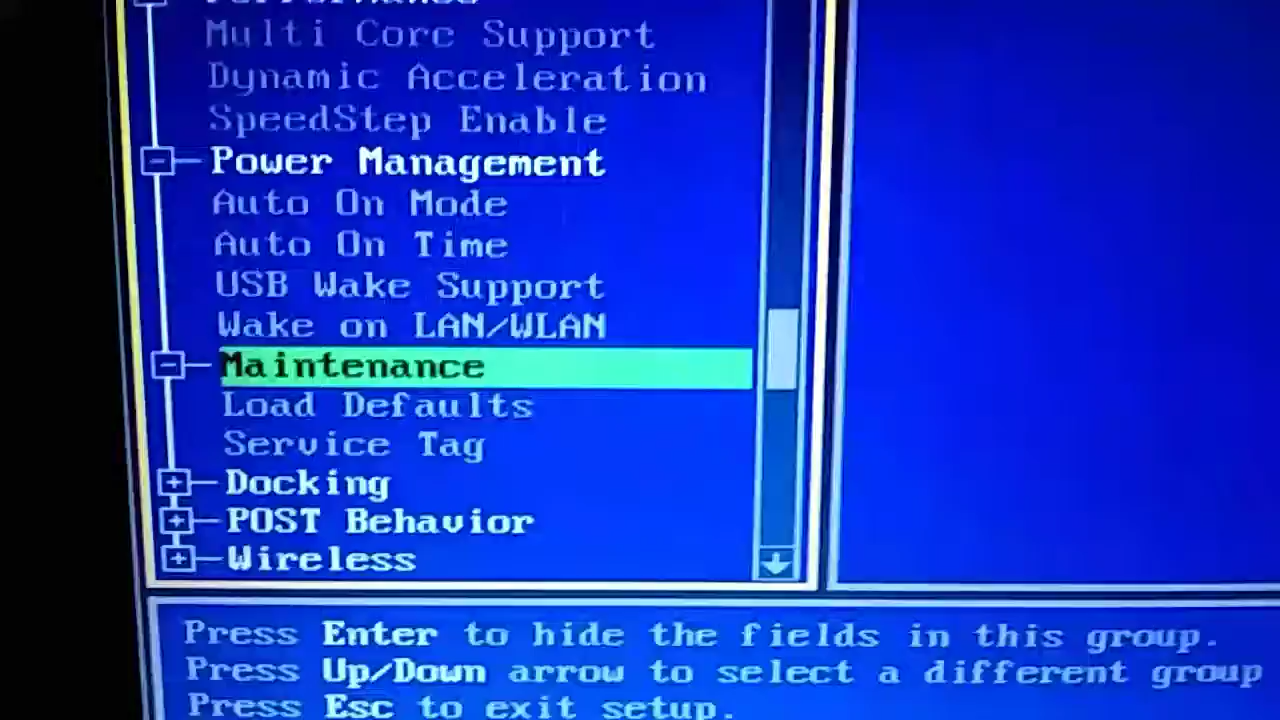 Performance
Multi Core Support
Dynamic Acceleration
SpeedStep Enable
Power Management
Auto On Mode
Auto On Time
USB Wake Support
Wake on LAN/WLAN
Maintenance
Load Defaults
Service Tag
Docking
POST Behavior
Wireless
Press Enter to hide the fields in this group.
Press Up/Down arrow to select a different group
Press Esc to exit setup.